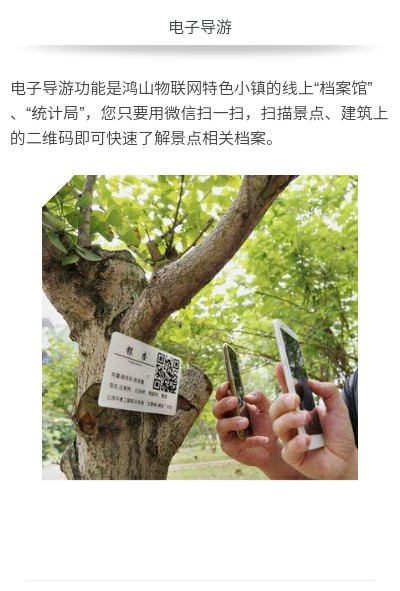 电子导游
电子导游功能是鸿山物联网特色小镇的线上“档案馆”
、“统计局”，您只要用微信扫一扫，扫描景点、建筑上
的二维码即可快速了解景点相关档案。
银杏